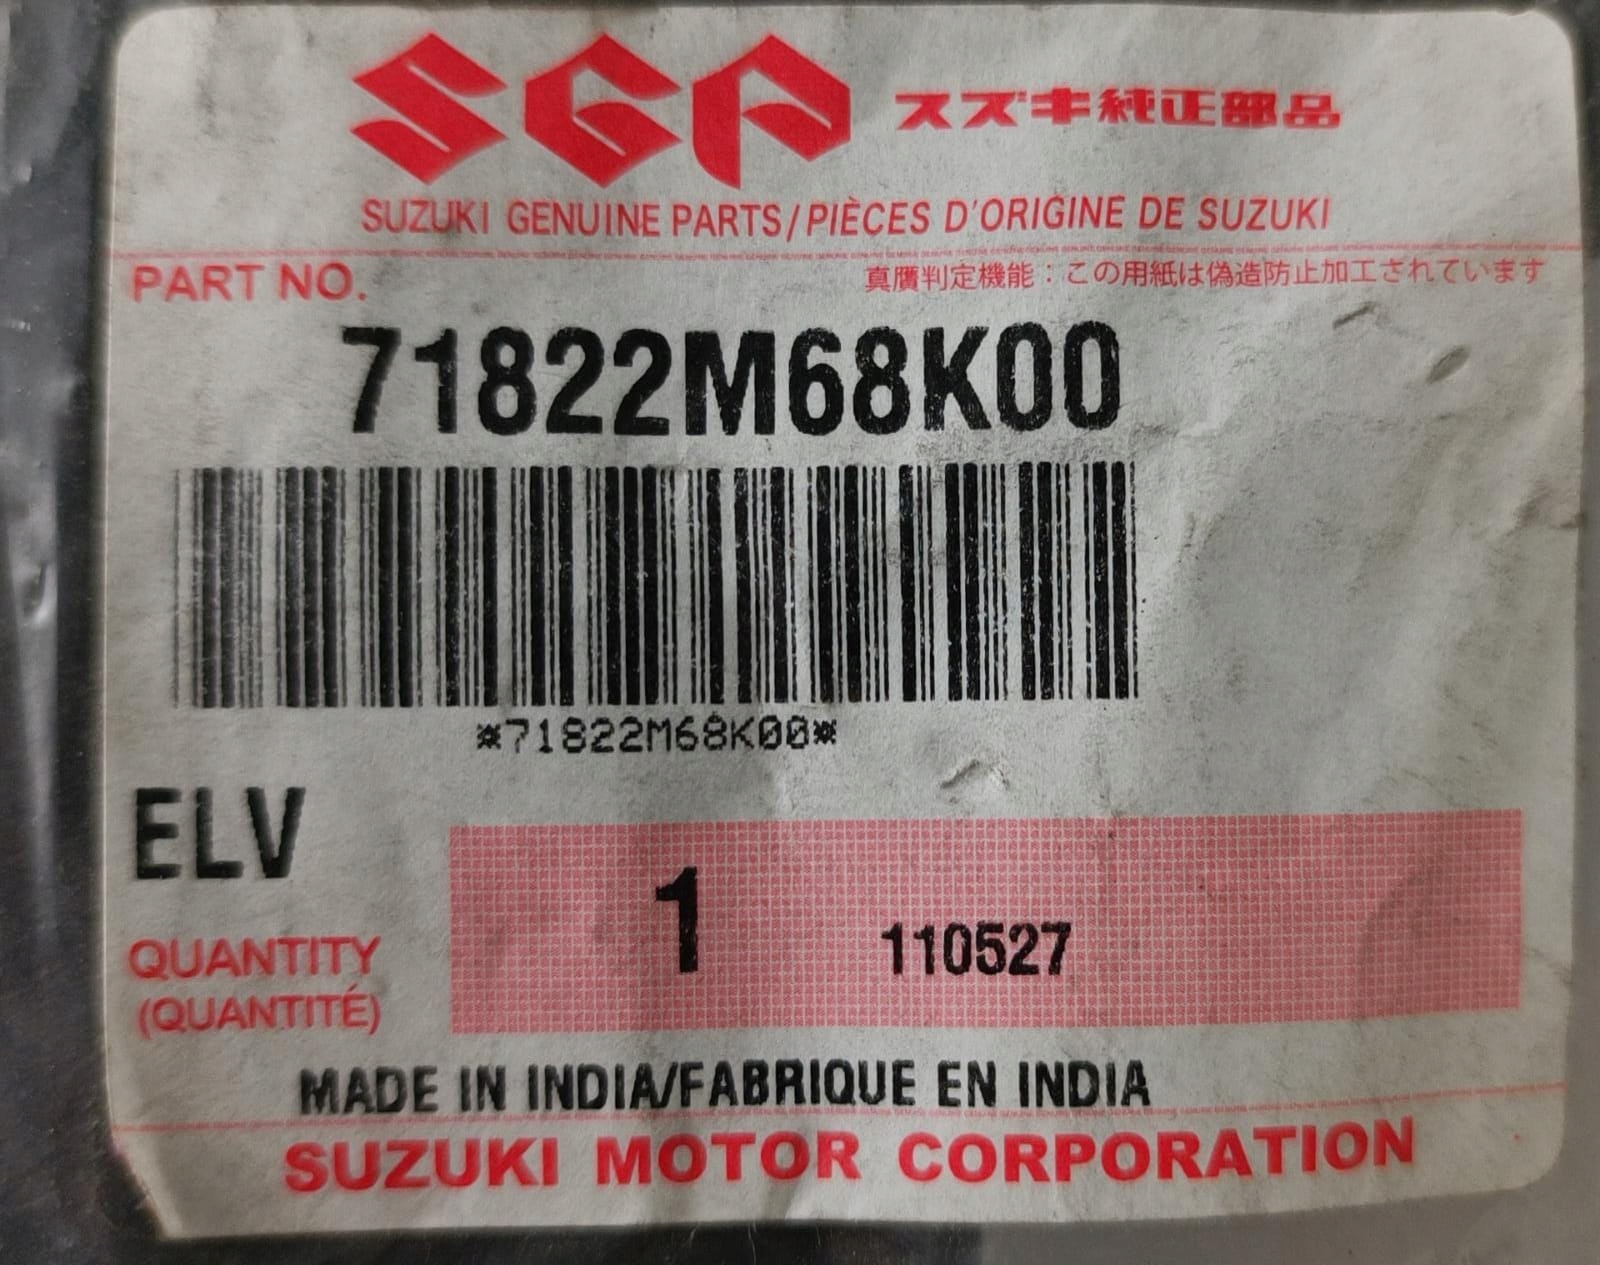 SGP スズキ純正部品
SUZUKI GENUINE PARTS/PIÈCES D'ORIGINE DE SUZUKI
PART NO.
真贋判定機能：この用紙は偽造防止加工されています
71822M68K00
*71822M68K00*
ELV
QUANTITY
(QUANTITÉ)
1 110527
MADE IN INDIA/FABRIQUE EN INDIA
SUZUKI MOTOR CORPORATION